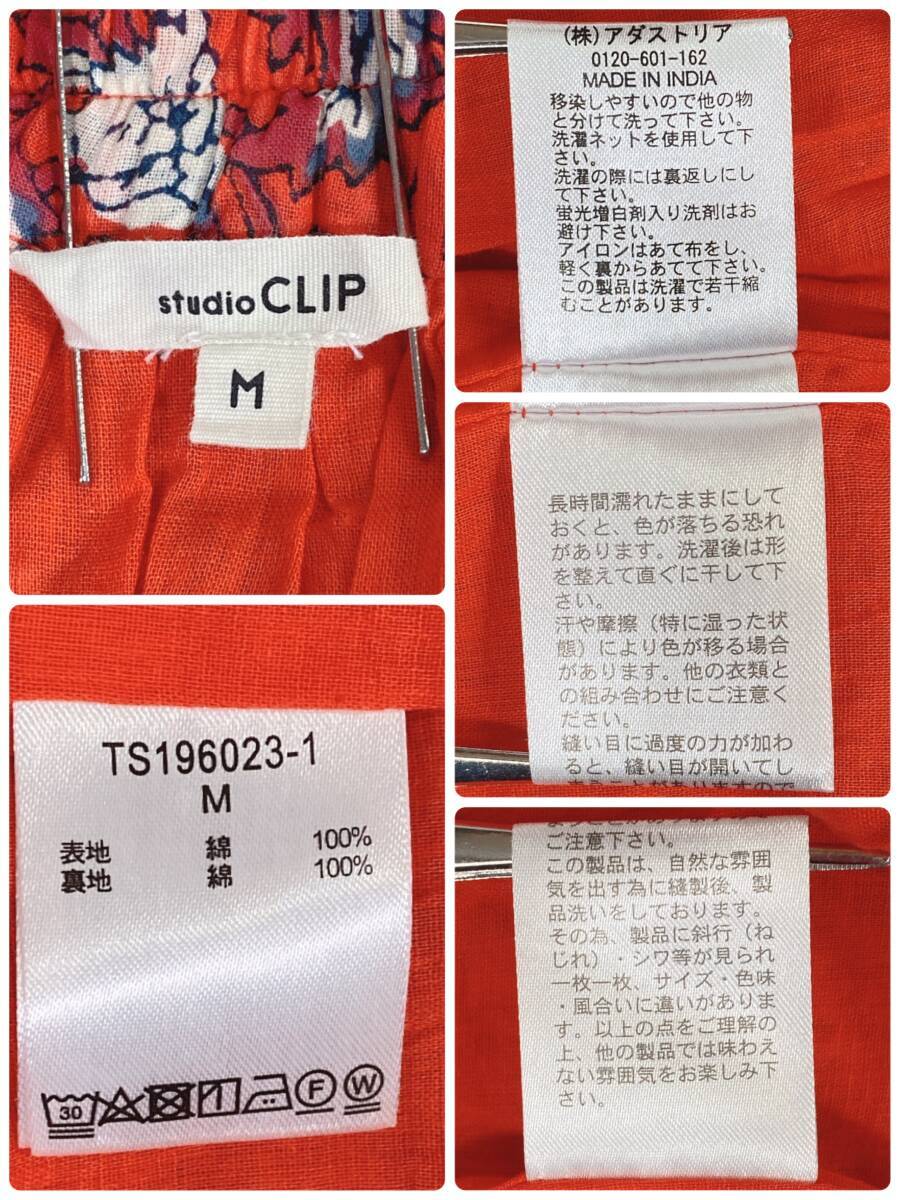 studio CLIP
M
(株)アダストリア
0120-601-162
MADE IN INDIA
移染しやすいので他の物
と分けて洗って下さい。
洗濯ネットを使用して下
さい。
洗濯の際には裏返しにし
て下さい。
蛍光増白剤入り洗剤はお
避け下さい。
アイロンはあて布をし、
軽く裏からあてて下さい。
この製品は洗濯で若干縮
むことがあります。
長時間濡れたままにして
おくと、色が落ちる恐れ
があります。洗濯後は形
を整えて直ぐに干して下
さい。
汗や摩擦（特に湿った状
態）により色が移る場合
があります。他の衣類と
の組み合わせにご注意く
ださい。
縫い目に過度の力が加わ
ると、縫い目が開いてし
まうことがありますので
TS196023-1
M
表地 綿 100%
裏地 綿 100%
30
F
W
ご注意下さい。
この製品は、自然な雰囲
気を出す為に縫製後、製
品洗いをしております。
その為、製品に斜行（ね
じれ）・シワ等が見られ
一枚一枚、サイズ・色味
・風合いに違いがありま
す。以上の点をご理解の
上、他の製品では味わえ
ない雰囲気をお楽しみ下
さい。